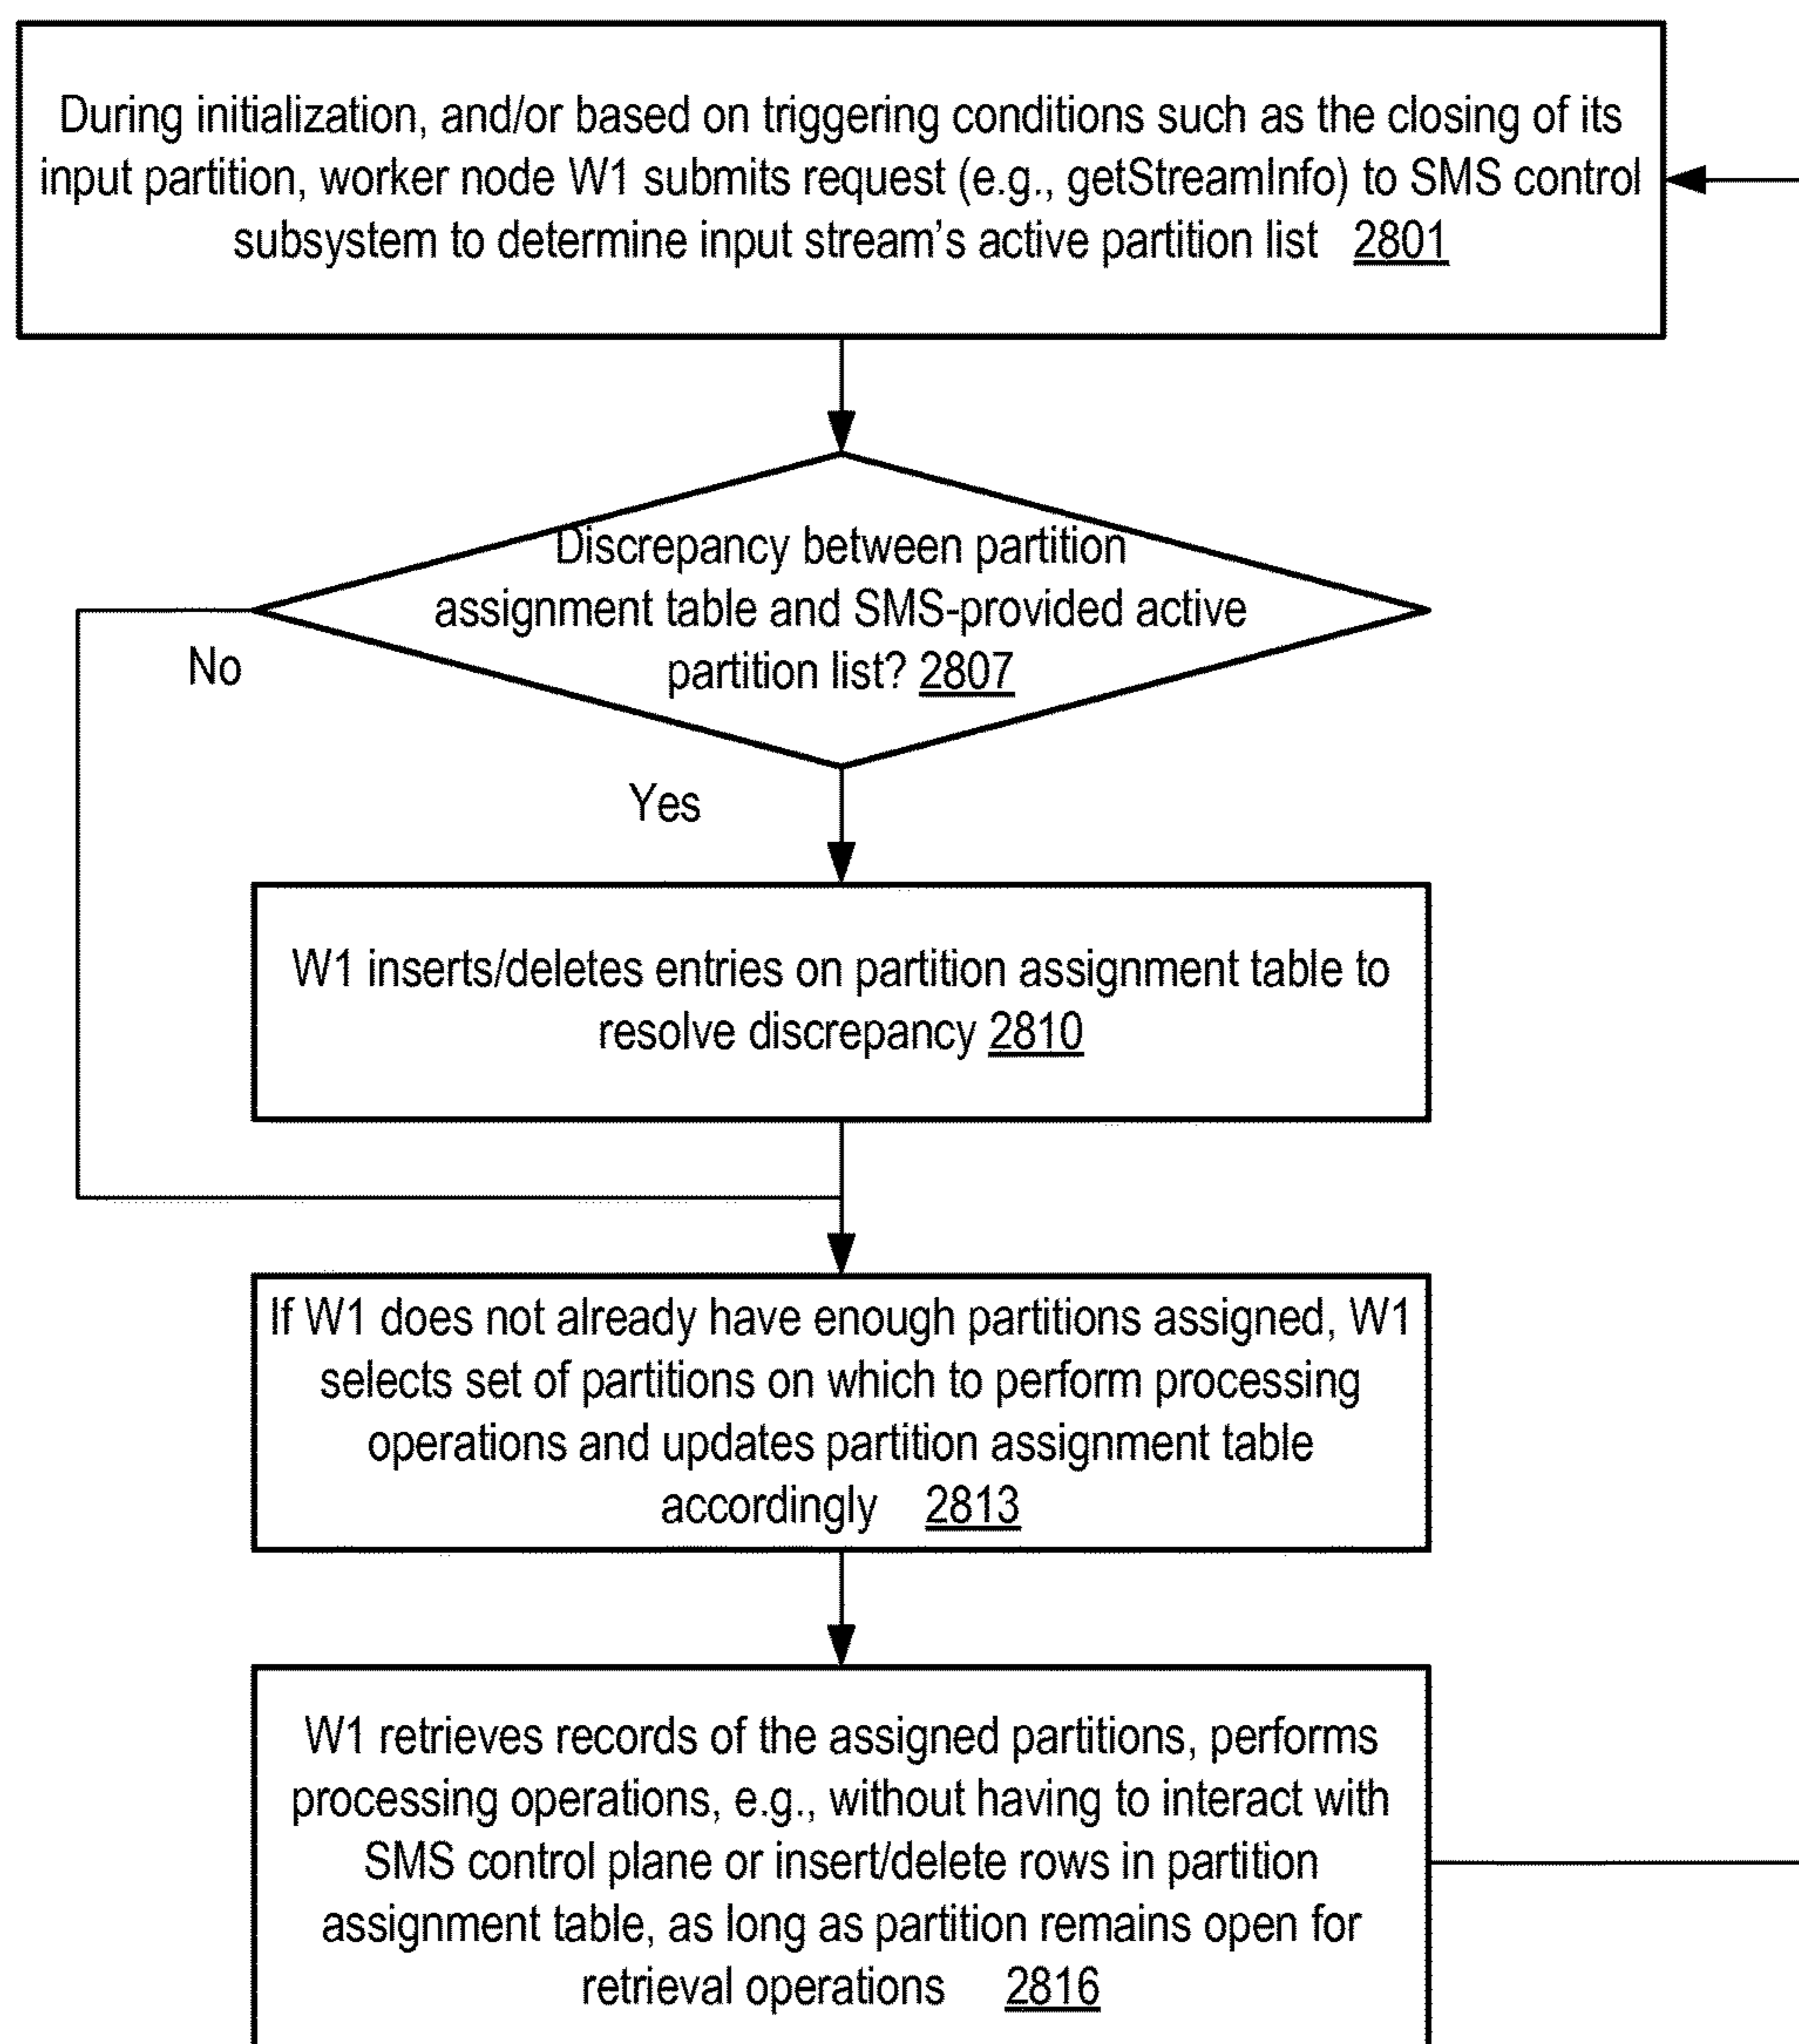 During initialization, and/or based on triggering conditions such as the closing of its
input partition, worker node W1 submits request (e.g., getStreamInfo) to SMS control
subsystem to determine input stream's active partition list 2801
Discrepancy between partition
assignment table and SMS-provided active
partition list? 2807
No
Yes
W1 inserts/deletes entries on partition assignment table to
resolve discrepancy 2810
If W1 does not already have enough partitions assigned, W1
selects set of partitions on which to perform processing
operations and updates partition assignment table
accordingly 2813
W1 retrieves records of the assigned partitions, performs
processing operations, e.g., without having to interact with
SMS control plane or insert/delete rows in partition
assignment table, as long as partition remains open for
retrieval operations 2816